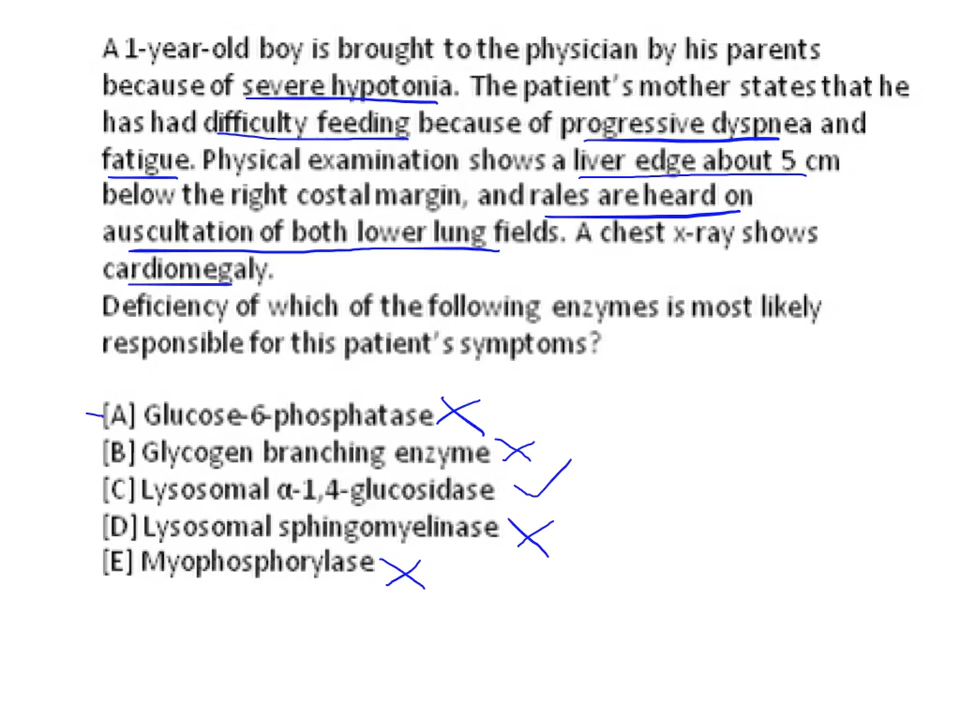 A 1-year-old boy is brought to the physician by his parents
because of severe hypotonia. The patient's mother states that he
has had difficulty feeding because of progressive dyspnea and
fatigue. Physical examination shows a liver edge about 5 cm
below the right costal margin, and rales are heard on
auscultation of both lower lung fields. A chest x-ray shows
cardiomegaly.
Deficiency of which of the following enzymes is most likely
responsible for this patient's symptoms?
[A] Glucose-6-phosphatase
[B] Glycogen branching enzyme
[C] Lysosomal α-1,4-glucosidase
[D] Lysosomal sphingomyelinase
[E] Myophosphorylase